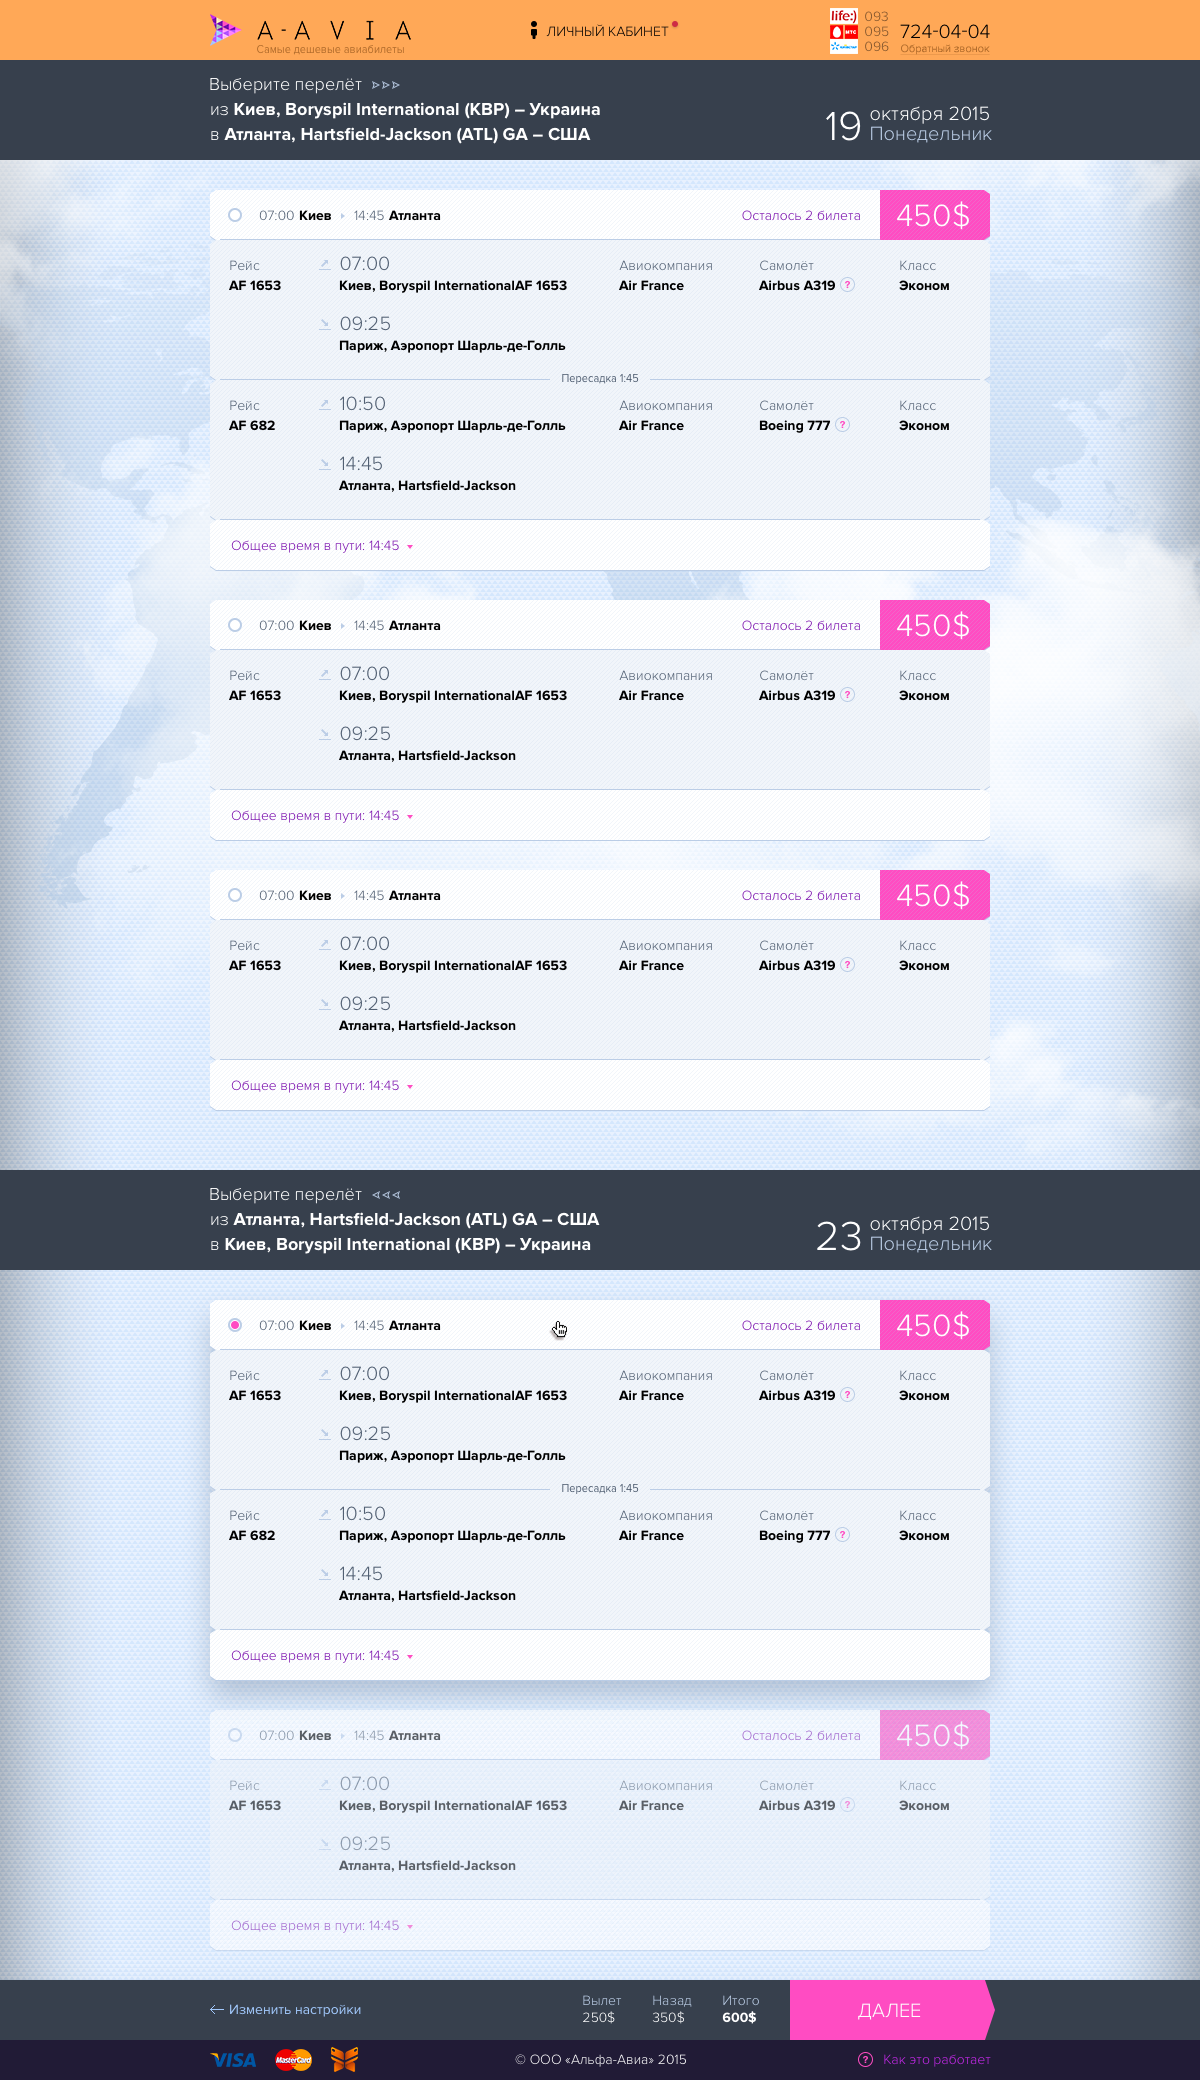 А-AVIA
Самые дешевые авиабилеты
ЛИЧНЫЙ КАБИНЕТ
life:) 093
МТС 095
київстар 096
724-04-04
Обратный звонок
Выберите перелёт
из Киев, Boryspil International (KBP) – Украина
в Атланта, Hartsfield-Jackson (ATL) GA – США
19 октября 2015
Понедельник
07:00 Киев 14:45 Атланта Осталось 2 билета 450$
Рейс 07:00 Авиокомпания Самолёт Класс
AF 1653 Киев, Boryspil InternationalAF 1653 Air France Airbus A319 ? Эконом
09:25
Париж, Аэропорт Шарль-де-Голль
Пересадка 1:45
Рейс 10:50 Авиокомпания Самолёт Класс
AF 682 Париж, Аэропорт Шарль-де-Голль Air France Boeing 777 ? Эконом
14:45
Атланта, Hartsfield-Jackson
Общее время в пути: 14:45
07:00 Киев 14:45 Атланта Осталось 2 билета 450$
Рейс 07:00 Авиокомпания Самолёт Класс
AF 1653 Киев, Boryspil InternationalAF 1653 Air France Airbus A319 ? Эконом
09:25
Атланта, Hartsfield-Jackson
Общее время в пути: 14:45
07:00 Киев 14:45 Атланта Осталось 2 билета 450$
Рейс 07:00 Авиокомпания Самолёт Класс
AF 1653 Киев, Boryspil InternationalAF 1653 Air France Airbus A319 ? Эконом
09:25
Атланта, Hartsfield-Jackson
Общее время в пути: 14:45
Выберите перелёт
из Атланта, Hartsfield-Jackson (ATL) GA – США
в Киев, Boryspil International (KBP) – Украина
23 октября 2015
Понедельник
07:00 Киев 14:45 Атланта Осталось 2 билета 450$
Рейс 07:00 Авиокомпания Самолёт Класс
AF 1653 Киев, Boryspil InternationalAF 1653 Air France Airbus A319 ? Эконом
09:25
Париж, Аэропорт Шарль-де-Голль
Пересадка 1:45
Рейс 10:50 Авиокомпания Самолёт Класс
AF 682 Париж, Аэропорт Шарль-де-Голль Air France Boeing 777 ? Эконом
14:45
Атланта, Hartsfield-Jackson
Общее время в пути: 14:45
07:00 Киев 14:45 Атланта Осталось 2 билета 450$
Рейс 07:00 Авиокомпания Самолёт Класс
AF 1653 Киев, Boryspil InternationalAF 1653 Air France Airbus A319 ? Эконом
09:25
Атланта, Hartsfield-Jackson
Общее время в пути: 14:45
Изменить настройки
Вылет Назад Итого
250$ 350$ 600$
ДАЛЕЕ
VISA MasterCard
© ООО «Альфа-Авиа» 2015
? Как это работает